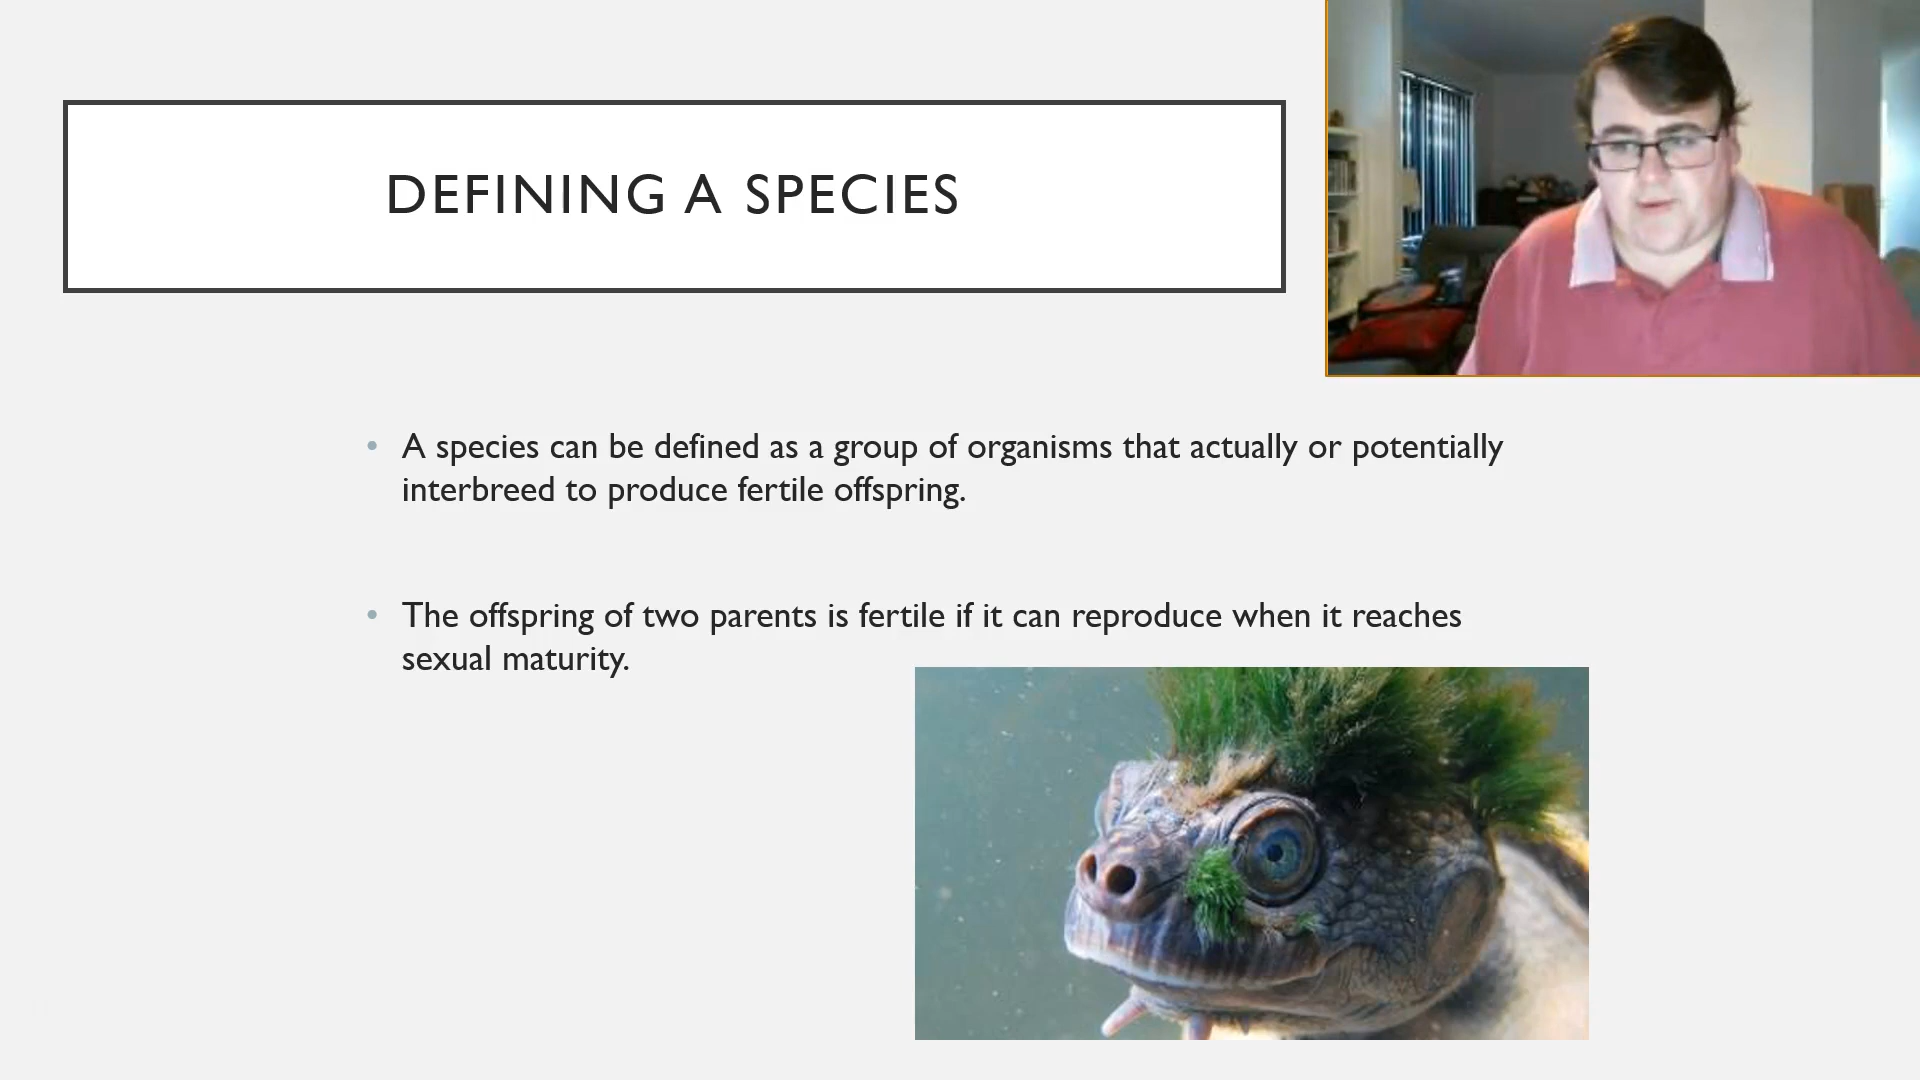 DEFINING A SPECIES
• A species can be defined as a group of organisms that actually or potentially
interbreed to produce fertile offspring.
• The offspring of two parents is fertile if it can reproduce when it reaches
sexual maturity.